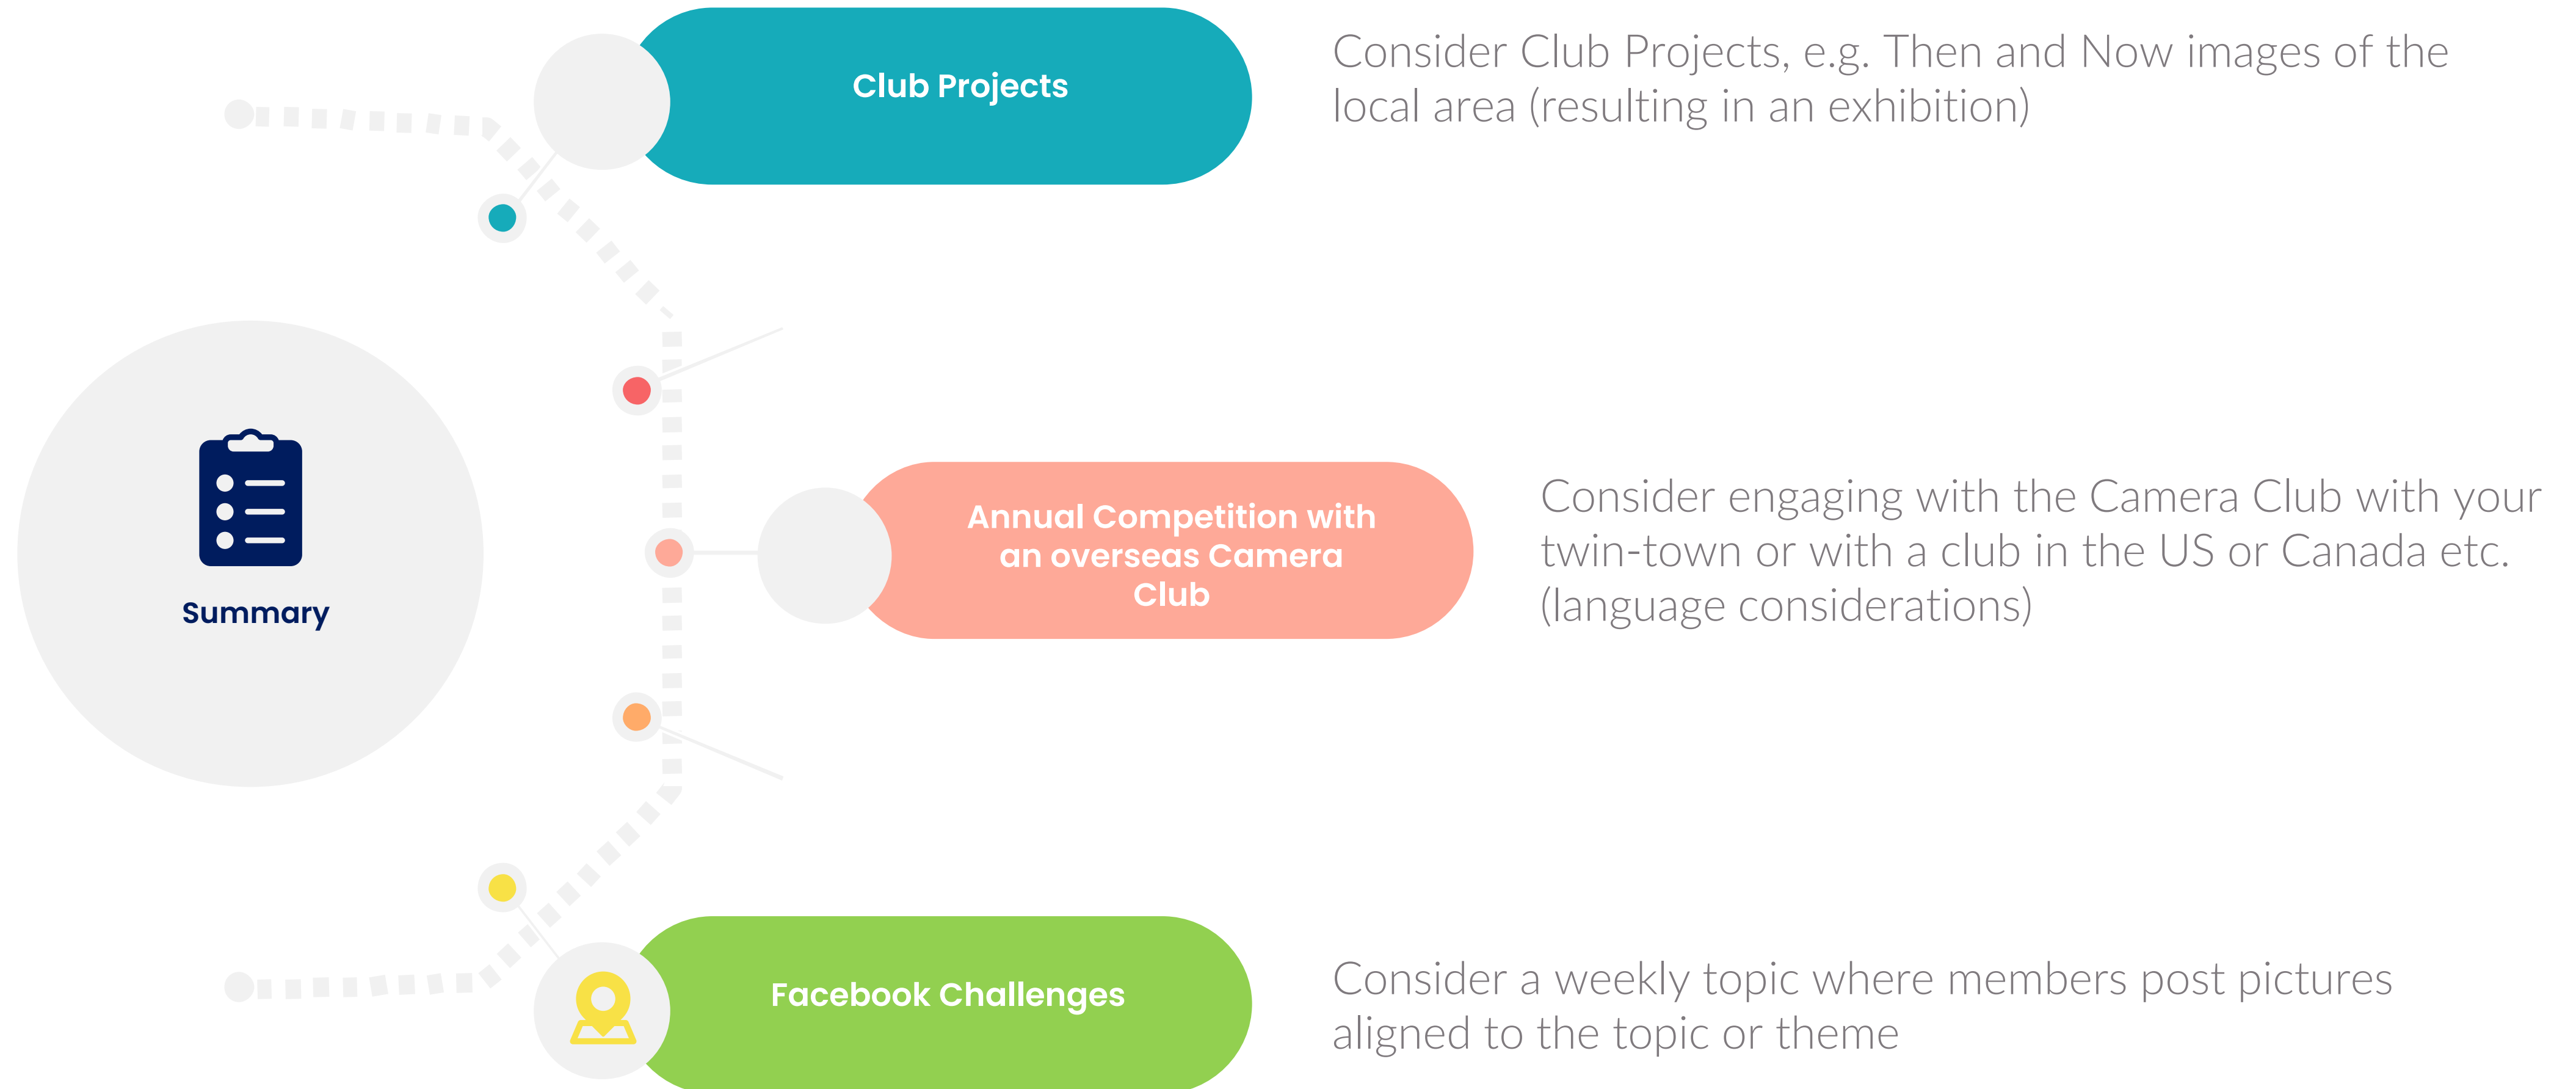 Club Projects
Consider Club Projects, e.g. Then and Now images of the
local area (resulting in an exhibition)
Summary
Annual Competition with
an overseas Camera
Club
Consider engaging with the Camera Club with your
twin-town or with a club in the US or Canada etc.
(language considerations)
Facebook Challenges
Consider a weekly topic where members post pictures
aligned to the topic or theme